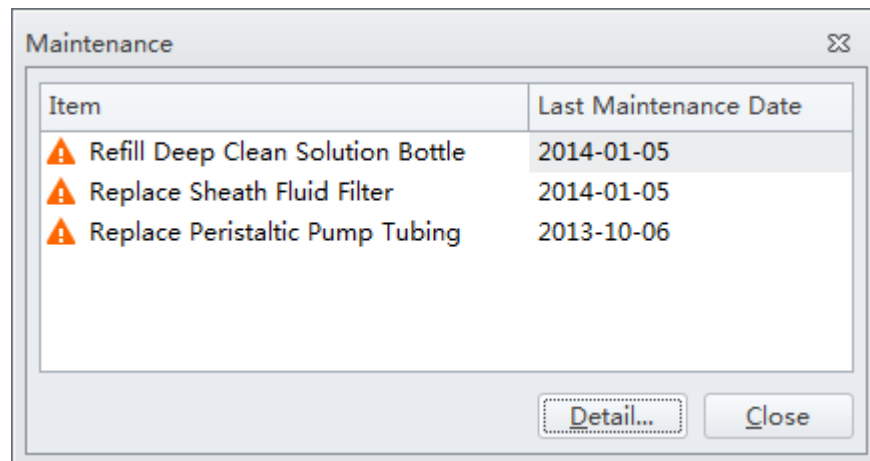 Maintenance
Item Last Maintenance Date
Refill Deep Clean Solution Bottle 2014-01-05
Replace Sheath Fluid Filter 2014-01-05
Replace Peristaltic Pump Tubing 2013-10-06
Detail... Close